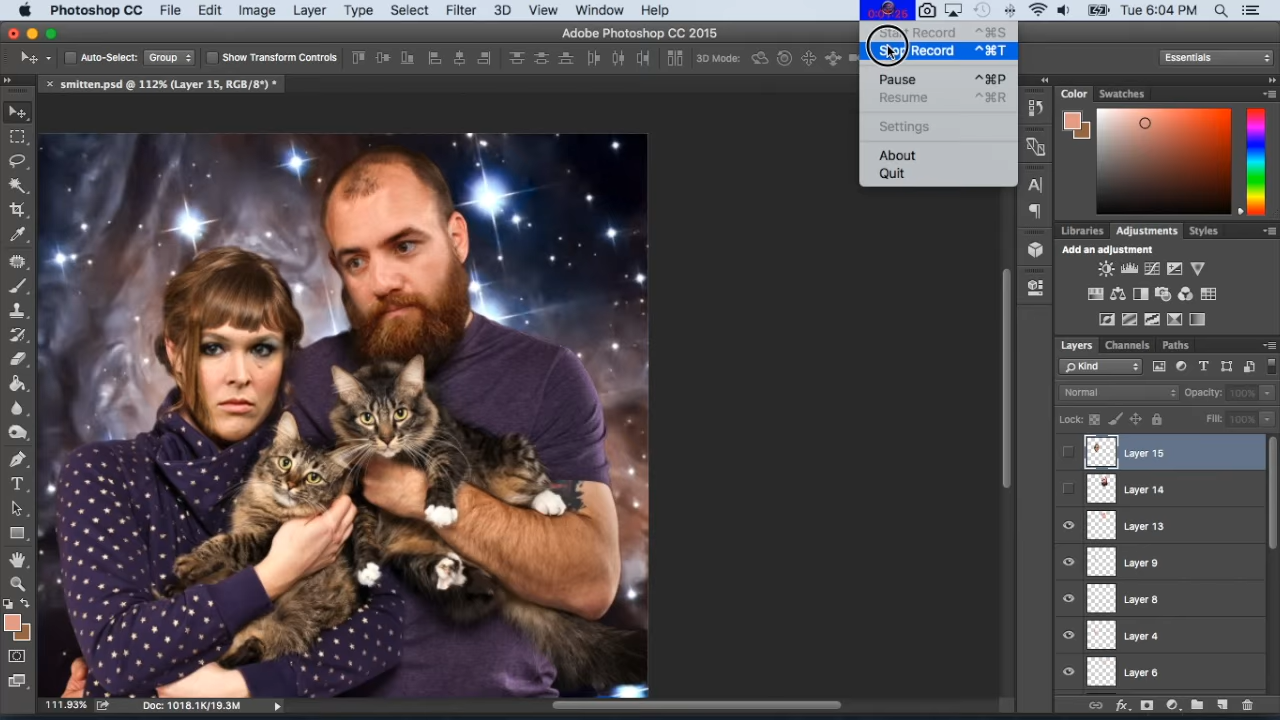 Photoshop CC File Edit Image Layer Type Select Filter 3D View Window Help Tue 6:04 PM
Adobe Photoshop CC 2015
Auto-Select: Group Show Transform Controls 3D Mode: Essentials
× smitten.psd @ 112% (Layer 15, RGB/8*) *
Start Record ^⌘S
Stop Record ^⌘T
Pause ^⌘P
Resume ^⌘R
Settings
About
Quit
Color Swatches
Libraries Adjustments Styles
Add an adjustment
Layers Channels Paths
Kind
Normal Opacity: 100%
Lock: Fill: 100%
Layer 15
Layer 14
Layer 13
Layer 9
Layer 8
Layer 4
Layer 6
111.93% Doc: 1018.1K/19.3M